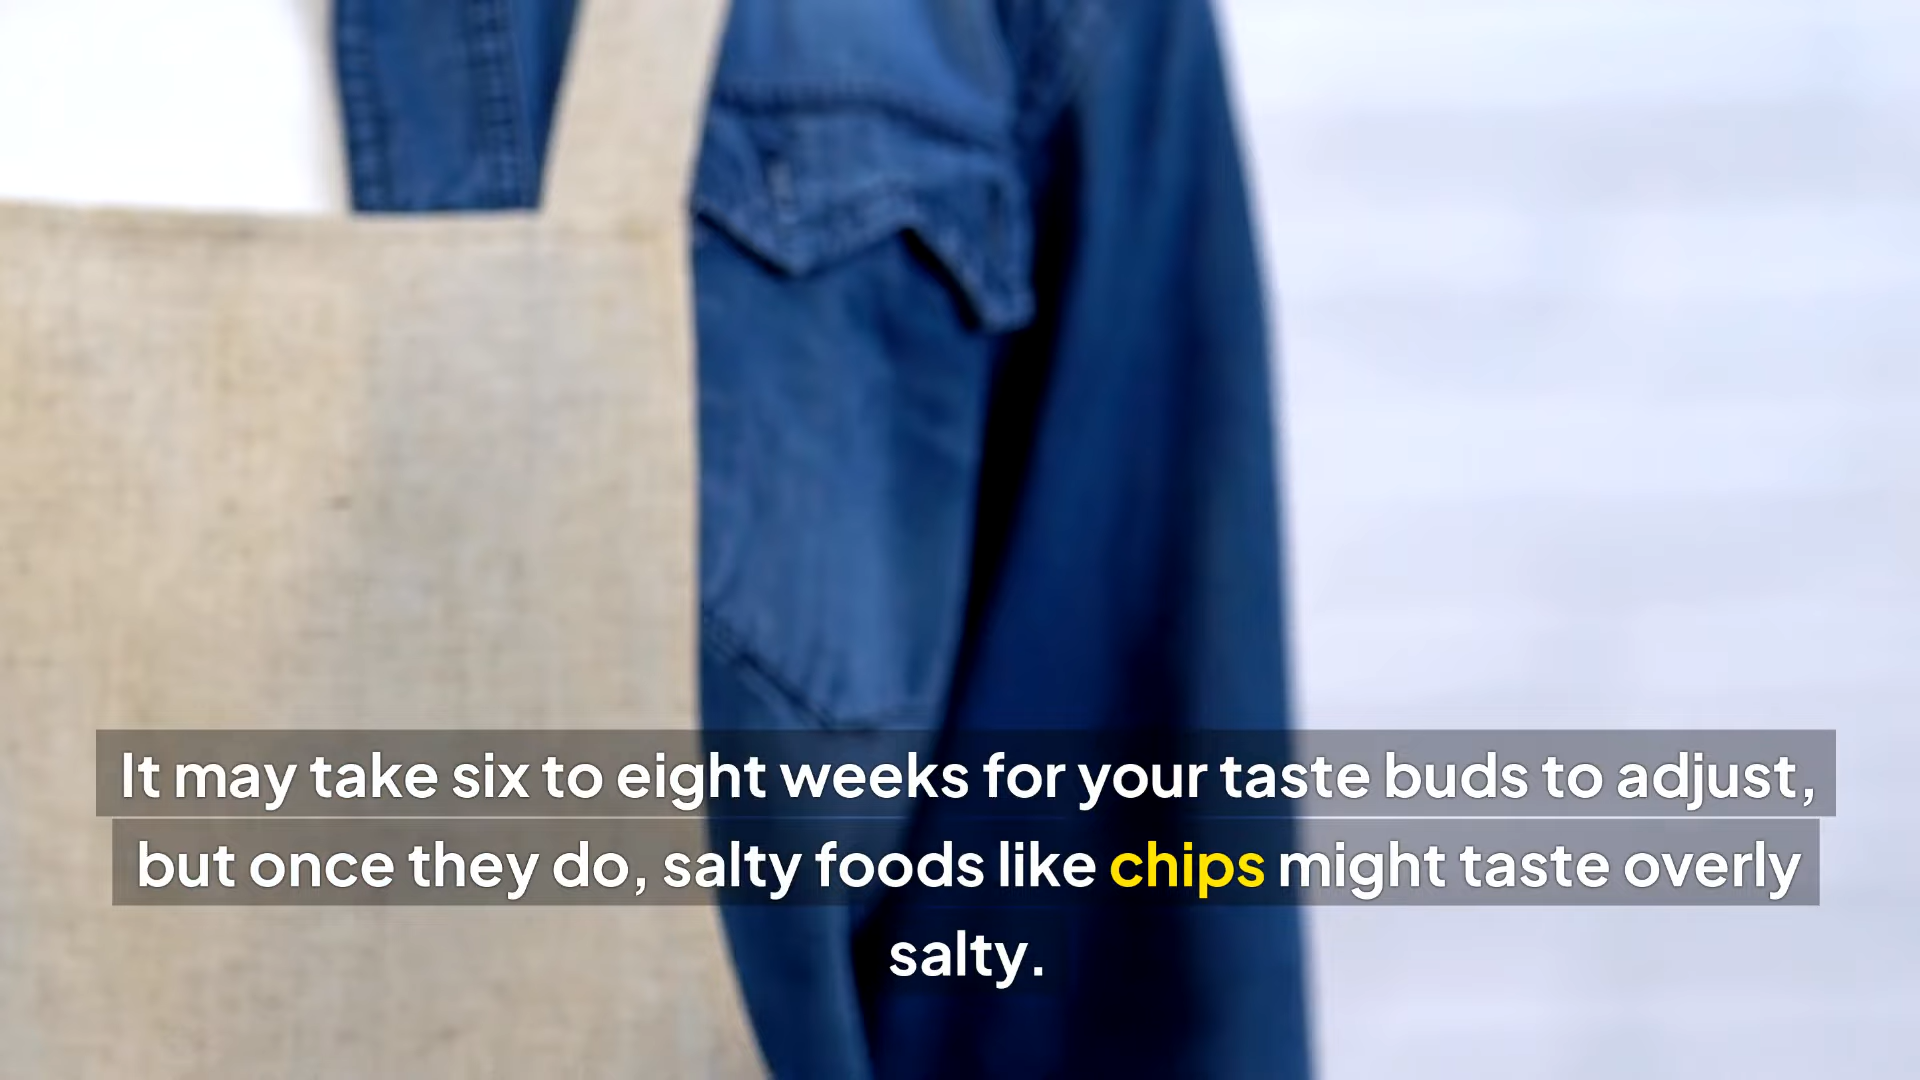 It may take six to eight weeks for your taste buds to adjust,
but once they do, salty foods like chips might taste overly
salty.